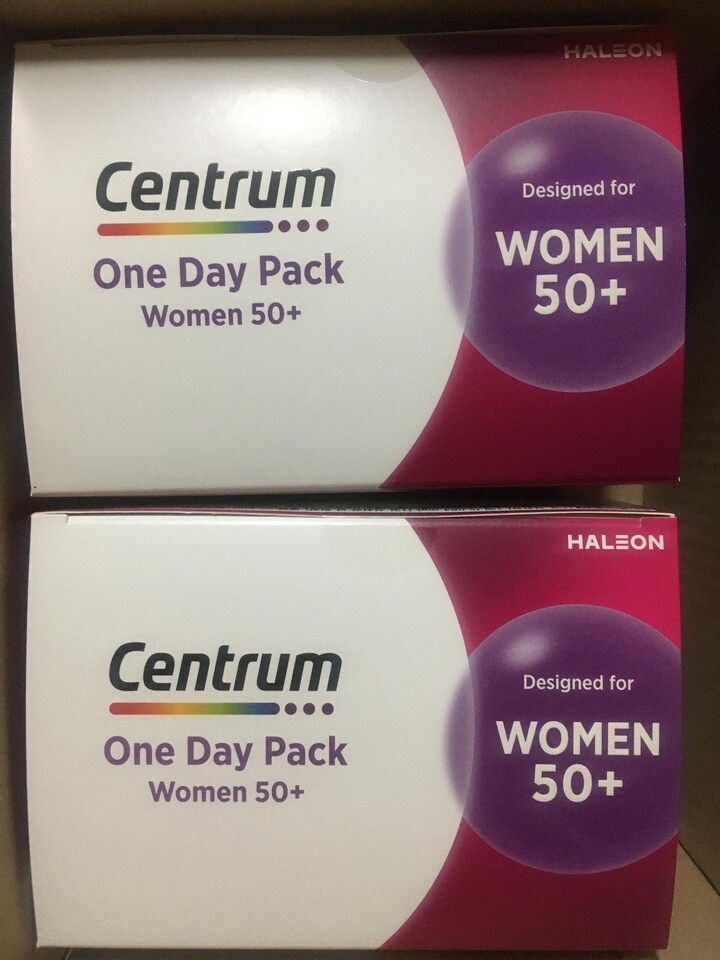 HALEON
Centrum
One Day Pack
Women 50+
Designed for
WOMEN
50+
HALEON
Centrum
One Day Pack
Women 50+
Designed for
WOMEN
50+